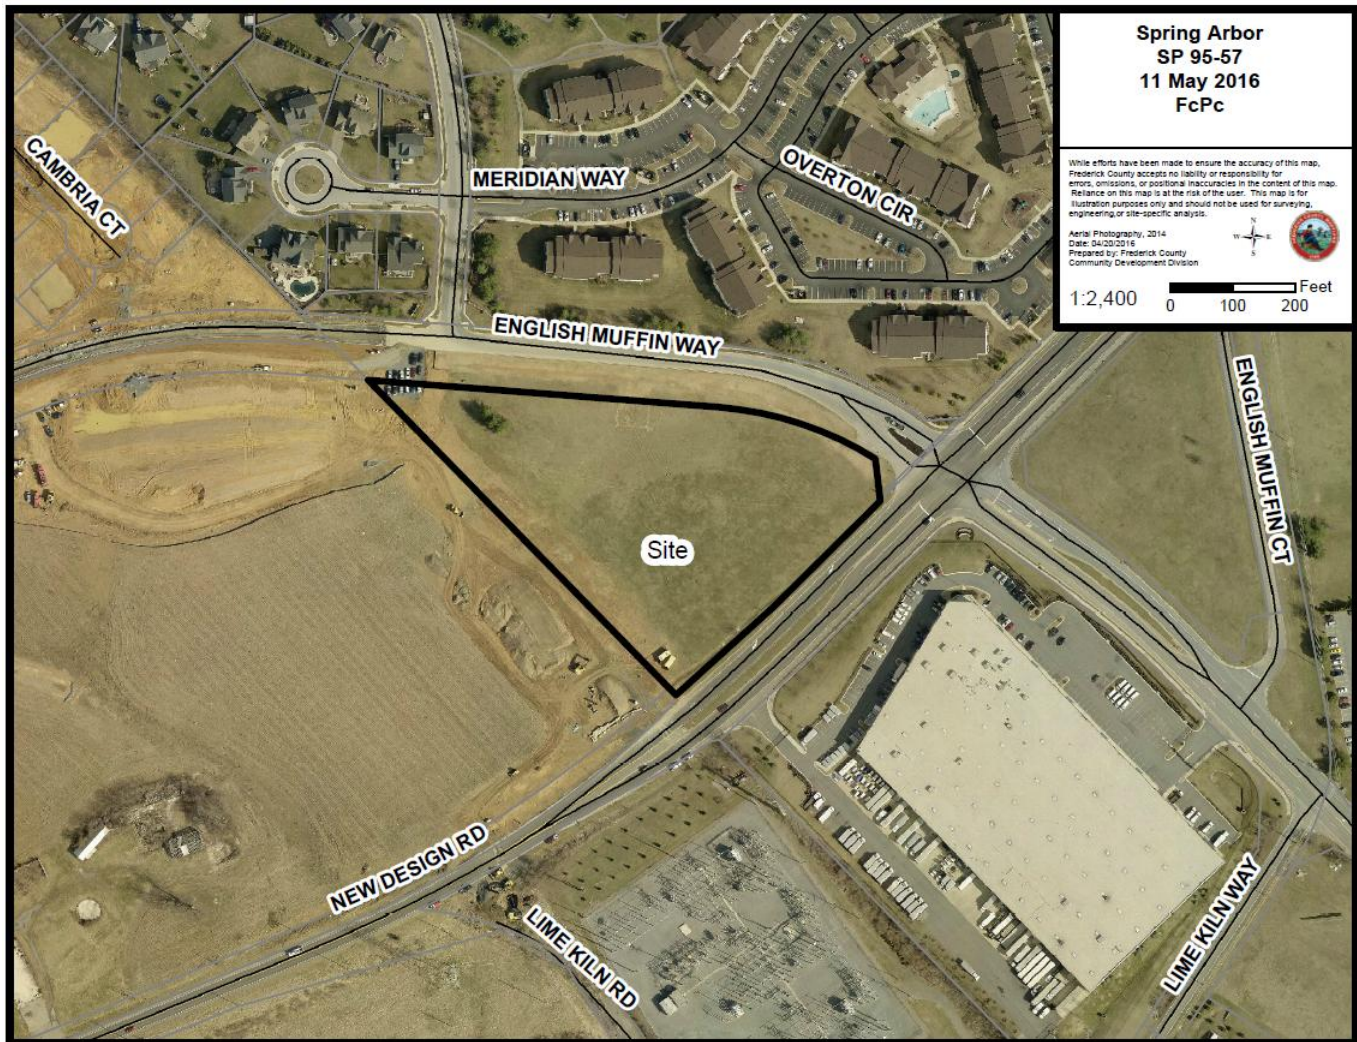 Spring Arbor
SP 95-57
11 May 2016
FcPc
While efforts have been made to ensure the accuracy of this map,
Frederick County accepts no liability or responsibility for
errors, omissions, or positional inaccuracies in the content of this map.
Reliance on this map is at the risk of the user. This map is for
illustration purposes only and should not be used for surveying,
engineering,or site-specific analysis.
Aerial Photography, 2014
Date: 04/20/2016
Prepared by: Frederick County
Community Development Division
N
W E
S
1:2,400
Feet
0 100 200
CAMBRIA CT
MERIDIAN WAY
OVERTON CIR
ENGLISH MUFFIN WAY
ENGLISH MUFFIN CT
Site
NEW DESIGN RD
LIME KILN RD
LIME KILN WAY